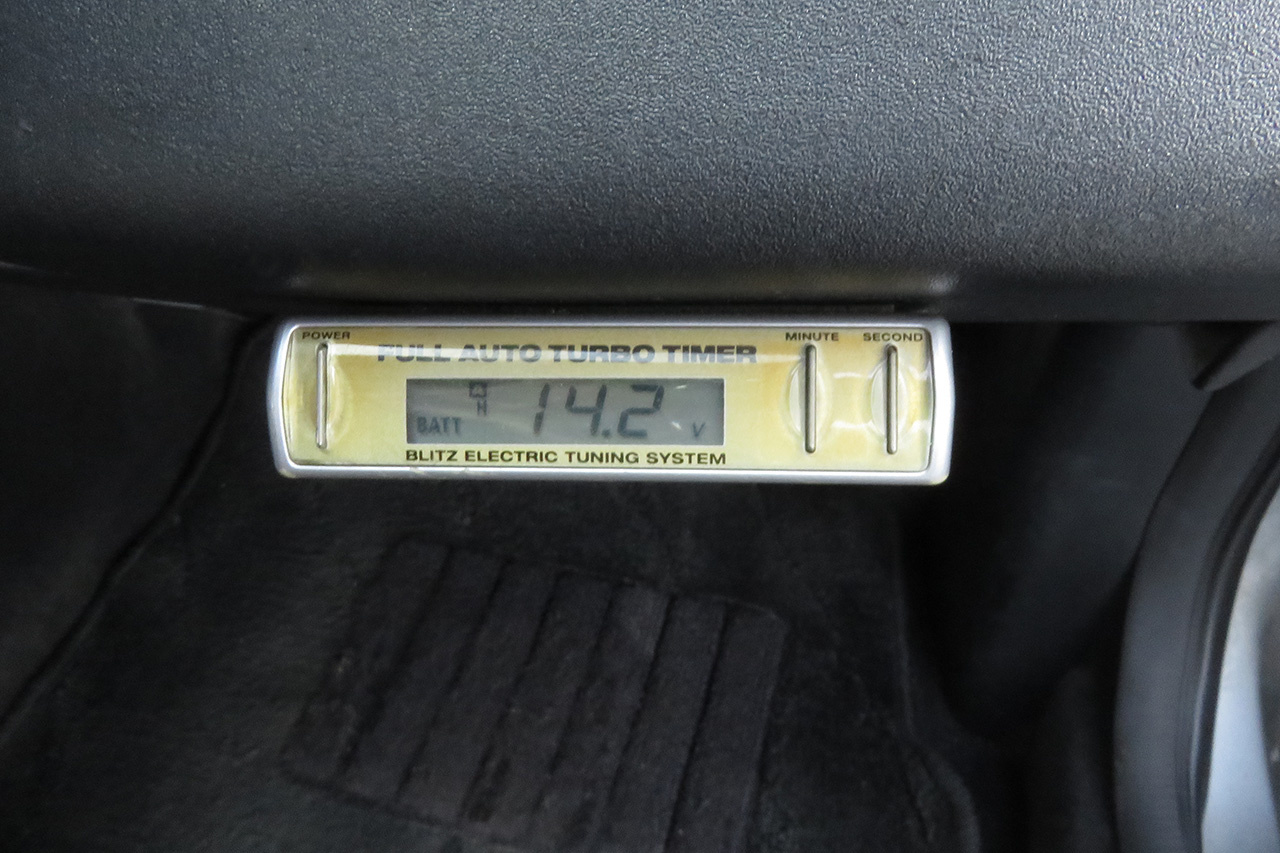 POWER
MINUTE SECOND
FULL AUTO TURBO TIMER
H
14.2
BATT
V
BLITZ ELECTRIC TUNING SYSTEM